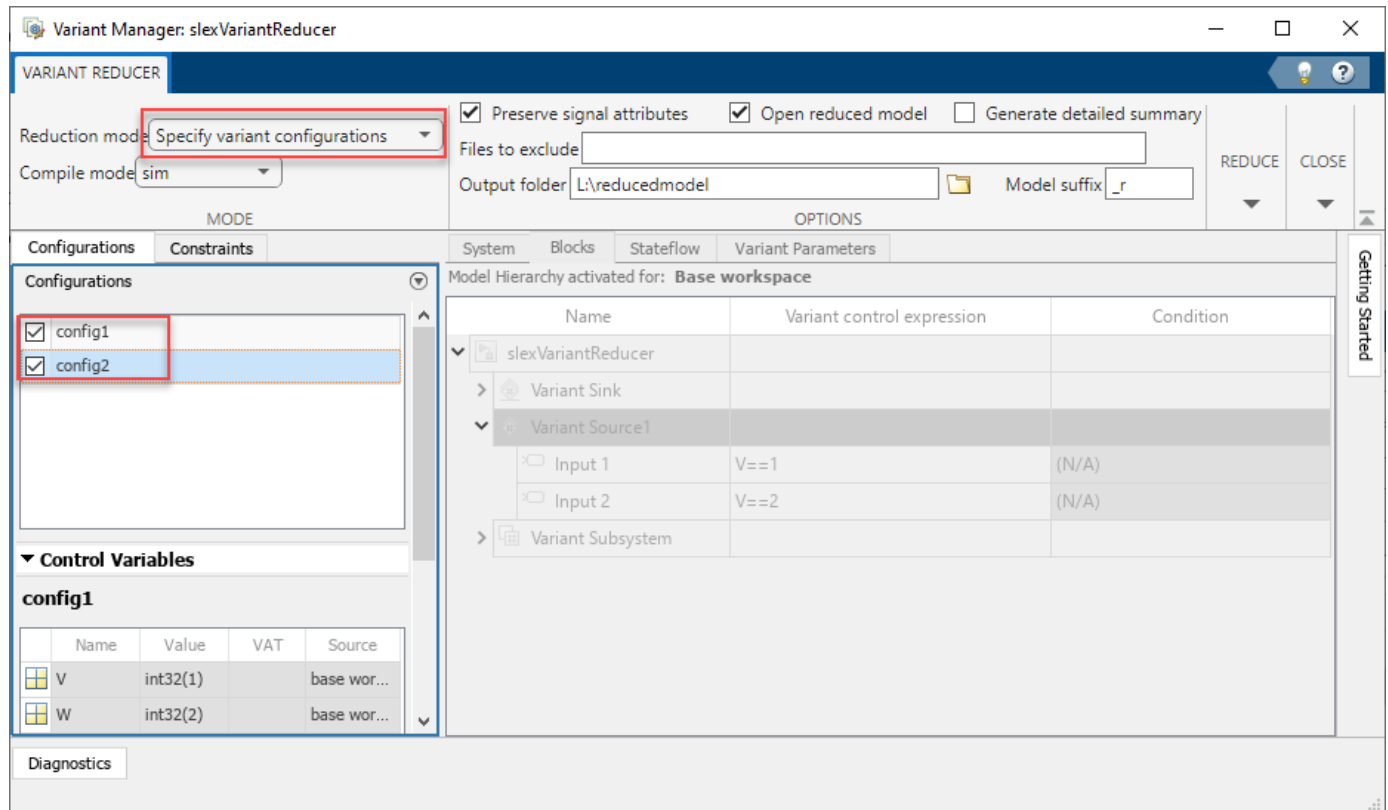 Variant Manager: slexVariantReducer
VARIANT REDUCER
Reduction mode Specify variant configurations
Compile mode sim
MODE
Preserve signal attributes Open reduced model Generate detailed summary
Files to exclude
Output folder L:\reducedmodel Model suffix _r
OPTIONS
REDUCE CLOSE
Configurations Constraints
Configurations
config1
config2
Control Variables
config1
Name Value VAT Source
V int32(1) base wor...
W int32(2) base wor...
System Blocks Stateflow Variant Parameters
Model Hierarchy activated for: Base workspace
Name Variant control expression Condition
slexVariantReducer
Variant Sink
Variant Source1
Input 1 V==1 (N/A)
Input 2 V==2 (N/A)
Variant Subsystem
Getting Started
Diagnostics